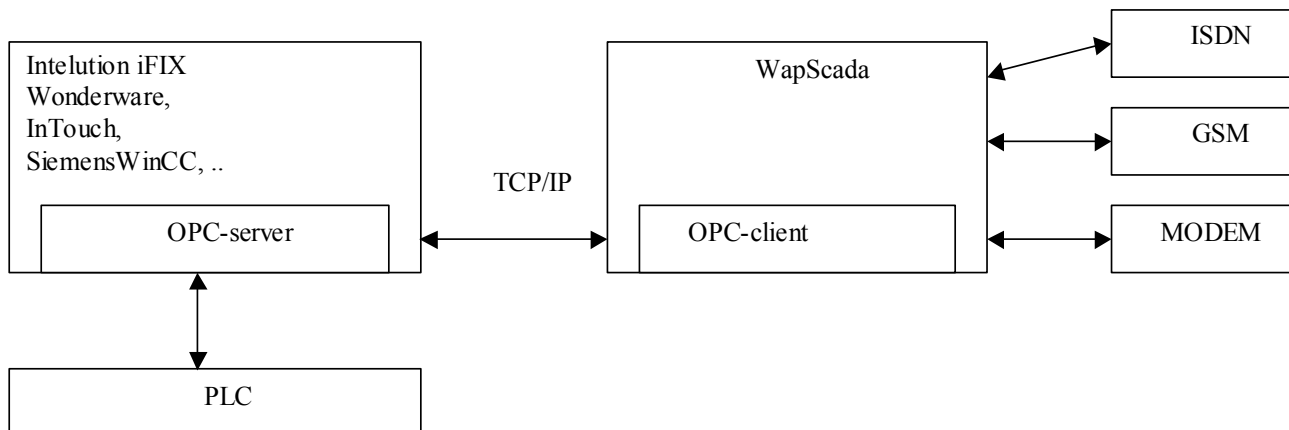 Intelution iFIX
Wonderware,
InTouch,
SiemensWinCC, ..
OPC-server
PLC
TCP/IP
WapScada
OPC-client
ISDN
GSM
MODEM